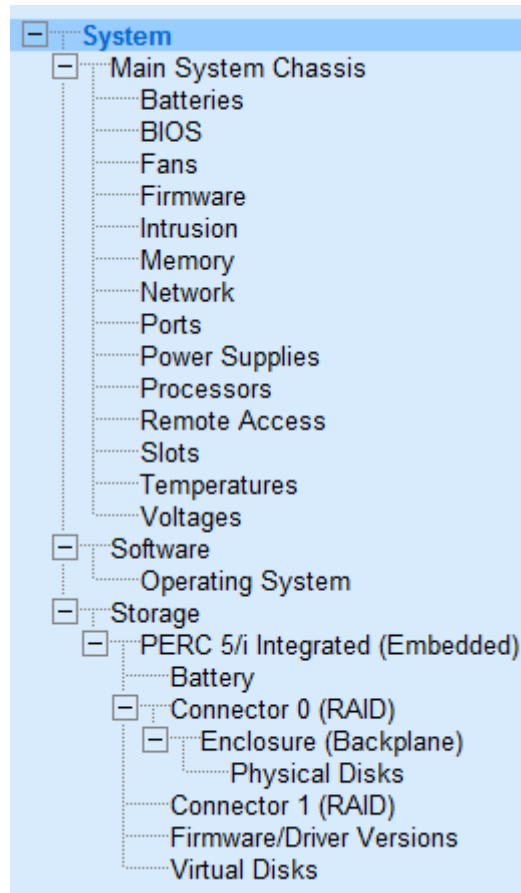 System
Main System Chassis
Batteries
BIOS
Fans
Firmware
Intrusion
Memory
Network
Ports
Power Supplies
Processors
Remote Access
Slots
Temperatures
Voltages
Software
Operating System
Storage
PERC 5/i Integrated (Embedded)
Battery
Connector 0 (RAID)
Enclosure (Backplane)
Physical Disks
Connector 1 (RAID)
Firmware/Driver Versions
Virtual Disks